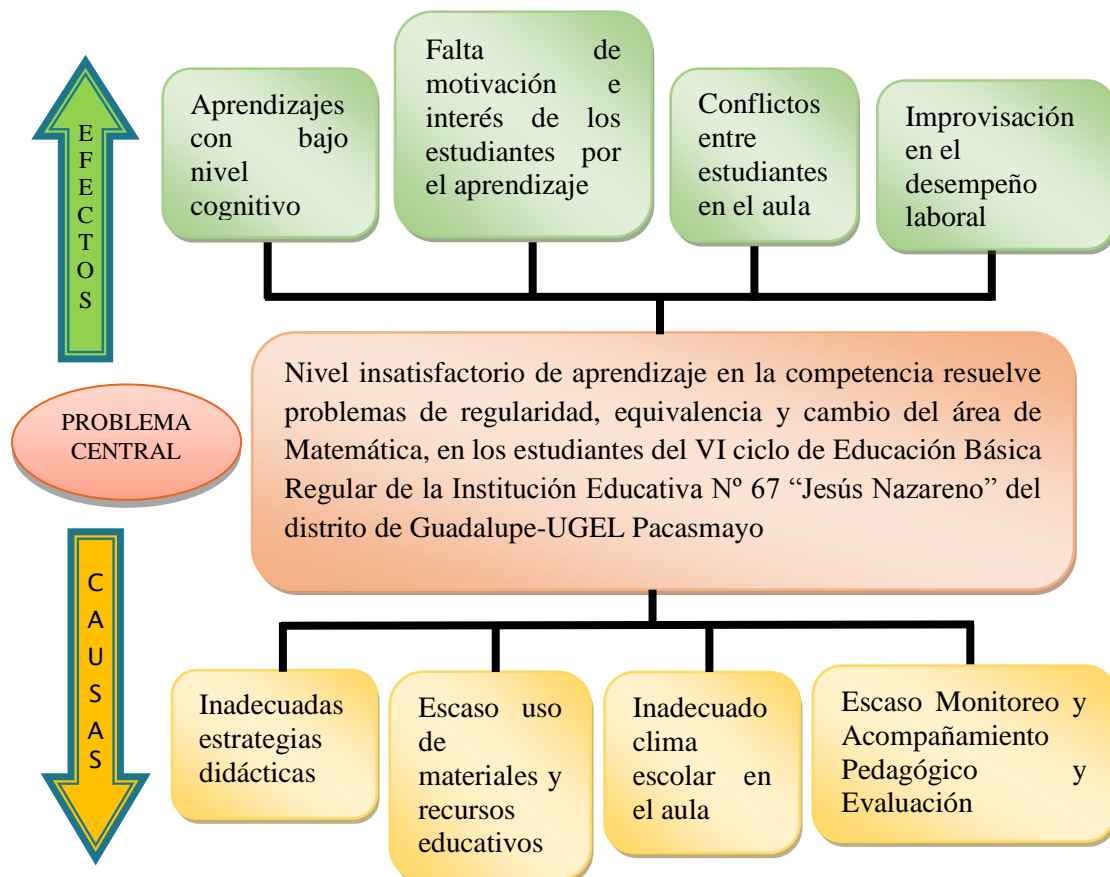 EFECTOS
Aprendizajes
con bajo
nivel
cognitivo
Falta de
motivación e
interés de los
estudiantes por
el aprendizaje
Conflictos
entre
estudiantes
en el aula
Improvisación
en el
desempeño
laboral
PROBLEMA
CENTRAL
Nivel insatisfactorio de aprendizaje en la competencia resuelve
problemas de regularidad, equivalencia y cambio del área de
Matemática, en los estudiantes del VI ciclo de Educación Básica
Regular de la Institución Educativa Nº 67 “Jesús Nazareno” del
distrito de Guadalupe-UGEL Pacasmayo
CAUSAS
Inadecuadas
estrategias
didácticas
Escaso uso
de
materiales y
recursos
educativos
Inadecuado
clima
escolar en
el aula
Escaso Monitoreo y
Acompañamiento
Pedagógico y
Evaluación